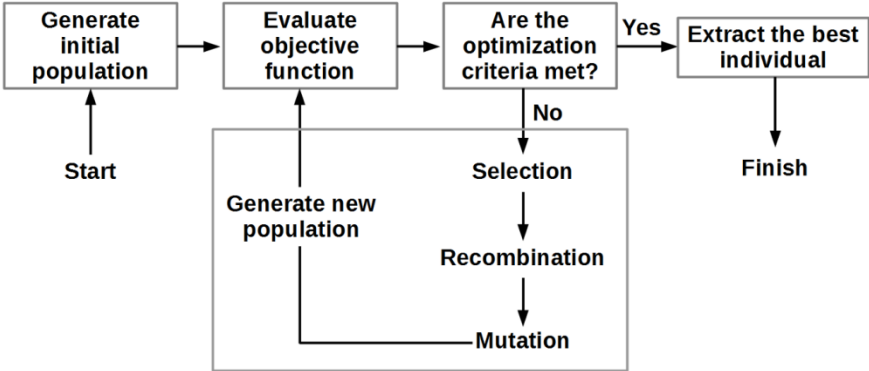 Generate
initial
population
Evaluate
objective
function
Are the
optimization
criteria met?
Yes
Extract the best
individual
No
Start
Selection
Finish
Generate new
population
Recombination
Mutation